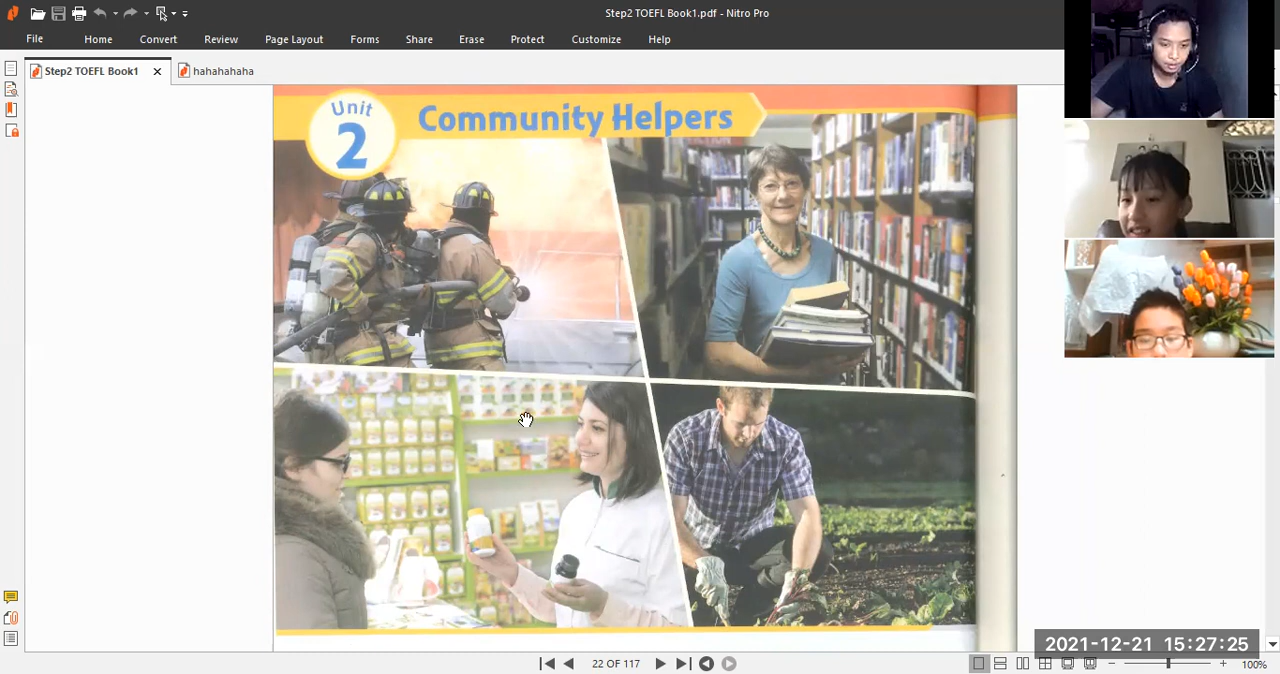 Step2 TOEFL Book1.pdf - Nitro Pro
File Home Convert Review Page Layout Forms Share Erase Protect Customize Help
Step2 TOEFL Book1 hahahahaha
Unit
2
Community Helpers
2021-12-21 15:27:25
22 OF 117
100%